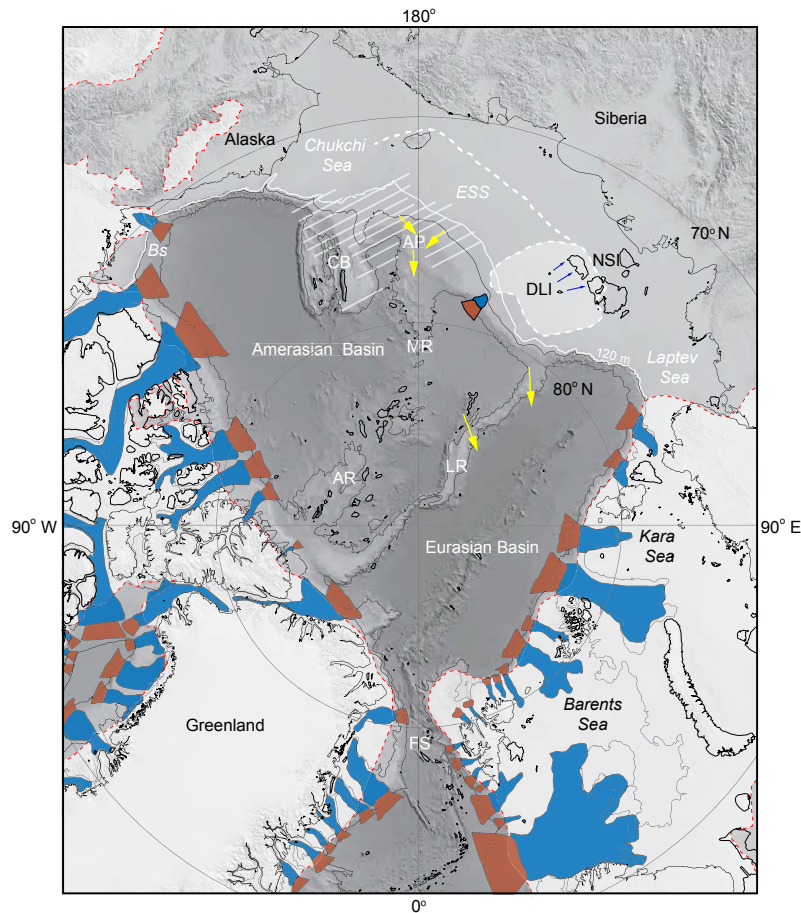 180°
Alaska
Siberia
Chukchi
Sea
ESS
70° N
Bs
AP
CB
NSI
DLI
Amerasian Basin
MR
120 m
Laptev
Sea
80° N
AR
LR
90° W
90° E
Eurasian Basin
Kara
Sea
Greenland
Barents
Sea
FS
0°